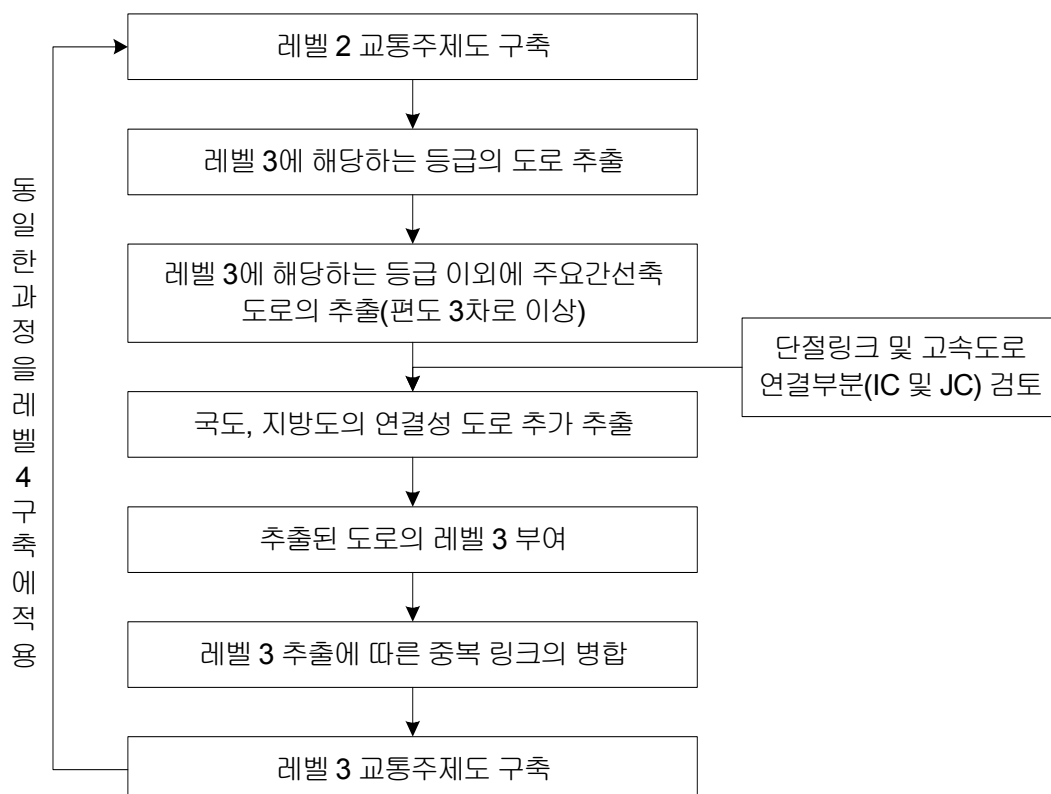 레벨 2 교통주제도 구축
레벨 3에 해당하는 등급의 도로 추출
레벨 3에 해당하는 등급 이외에 주요간선축
도로의 추출(편도 3차로 이상)
단절링크 및 고속도로
연결부분(IC 및 JC) 검토
국도, 지방도의 연결성 도로 추가 추출
추출된 도로의 레벨 3 부여
레벨 3 추출에 따른 중복 링크의 병합
레벨 3 교통주제도 구축
동일한과정을레벨4구축에적용